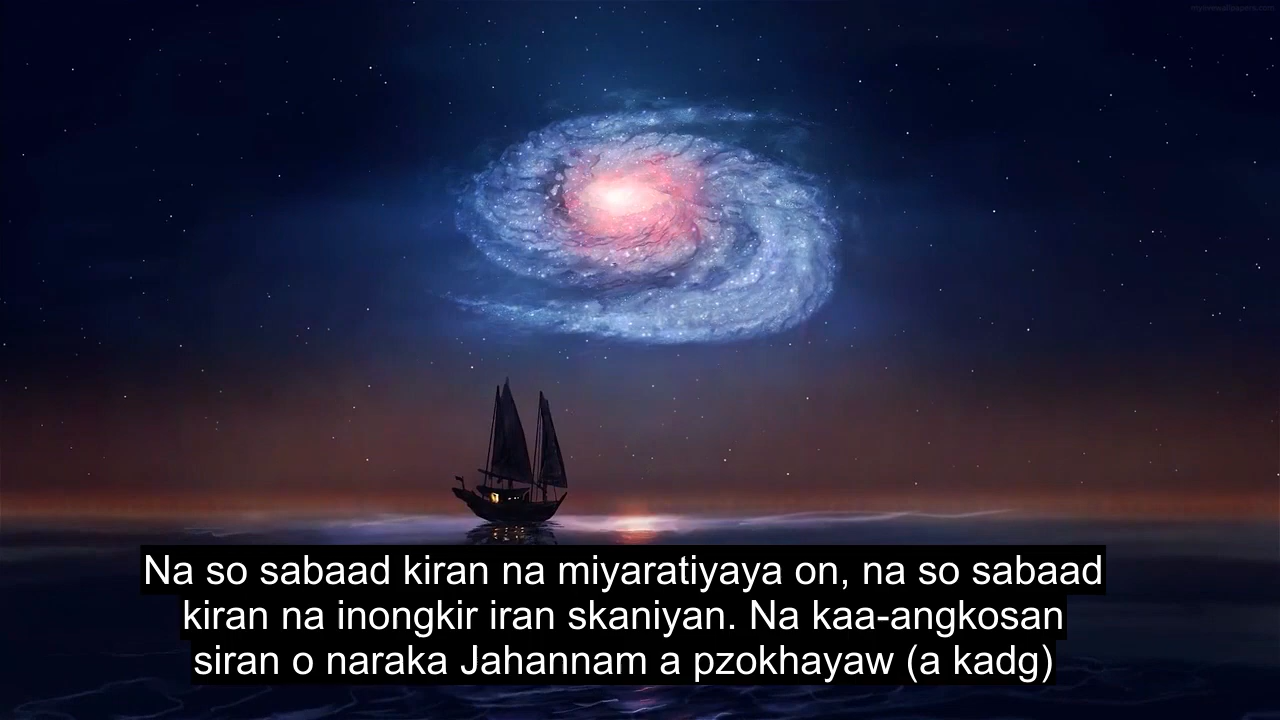 Na so sabaad kiran na miyaratiyaya on, na so sabaad
kiran na inongkir iran skaniyan. Na kaa-angkosan
siran o naraka Jahannam a pzokhayaw (a kadg)